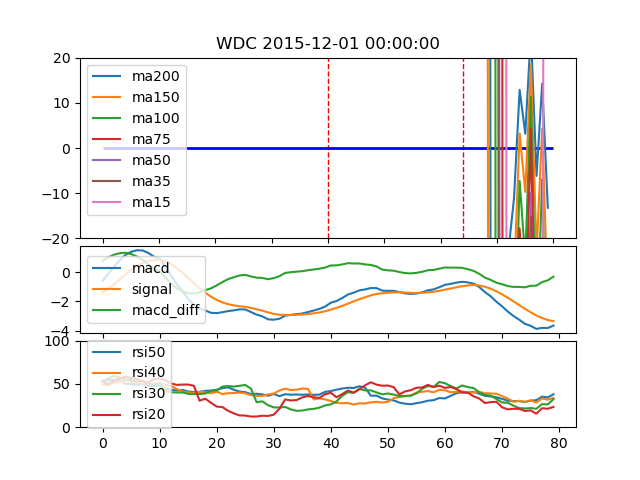 WDC 2015-12-01 00:00:00
20
10
0
−10
−20
ma200
ma150
ma100
ma75
ma50
ma35
ma15
0
−2
−4
macd
signal
macd_diff
100
50
0
rsi50
rsi40
rsi30
rsi20
0 10 20 30 40 50 60 70 80